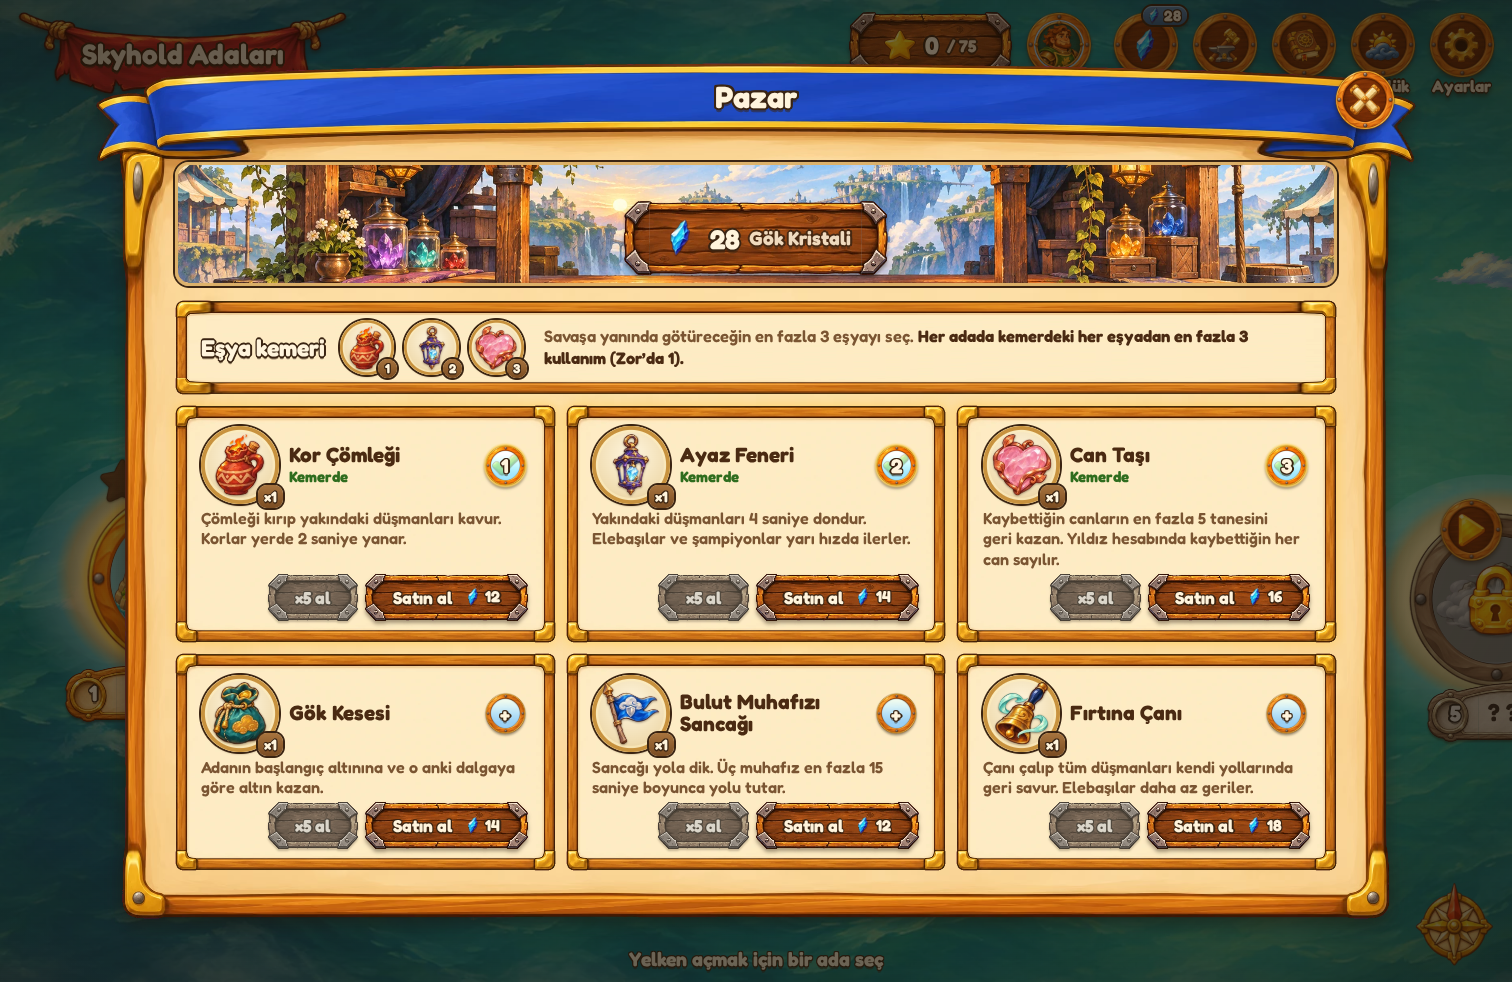 Skyhold Adaları
0 / 75
28
Ayarlar
Pazar
28 Gök Kristali
Eşya kemeri
1
2
3
Savaşa yanında götüreceğin en fazla 3 eşyayı seç. Her adada kemerdeki her eşyadan en fazla 3
kullanım (Zor'da 1).
Kor Çömleği
Kemerde
1
x1
Çömleği kırıp yakındaki düşmanları kavur.
Korlar yerde 2 saniye yanar.
x5 al
Satın al 12
Ayaz Feneri
Kemerde
2
x1
Yakındaki düşmanları 4 saniye dondur.
Elebaşılar ve şampiyonlar yarı hızda ilerler.
x5 al
Satın al 14
Can Taşı
Kemerde
3
x1
Kaybettiğin canların en fazla 5 tanesini
geri kazan. Yıldız hesabında kaybettiğin her
can sayılır.
x5 al
Satın al 16
Gök Kesesi
x1
Adanın başlangıç altınına ve o anki dalgaya
göre altın kazan.
x5 al
Satın al 14
Bulut Muhafızı
Sancağı
x1
Sancağı yola dik. Üç muhafız en fazla 15
saniye boyunca yolu tutar.
x5 al
Satın al 12
Fırtına Çanı
x1
Çanı çalıp tüm düşmanları kendi yollarında
geri savur. Elebaşılar daha az geriler.
x5 al
Satın al 18
1
5 ? ?
Yelken açmak için bir ada seç